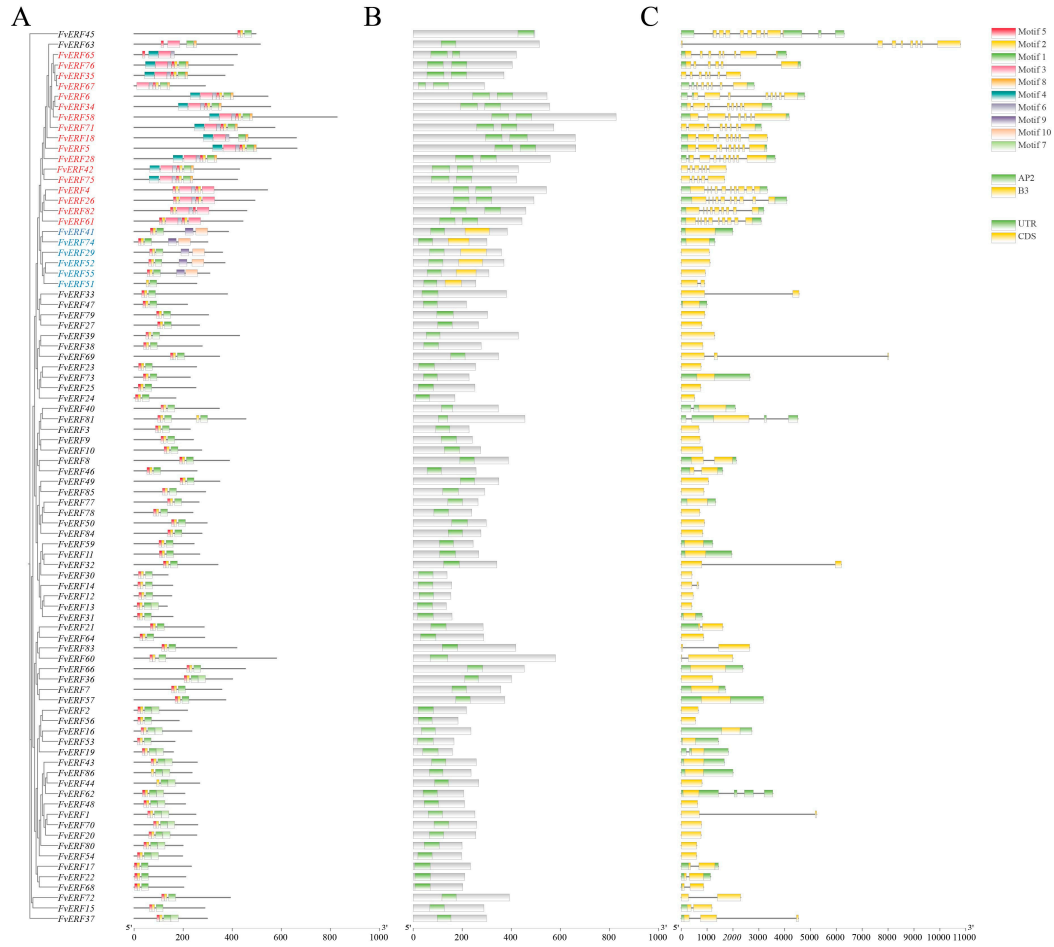 A B C
FvERF45
FvERF63
FvERF65
FvERF76
FvERF35
FvERF67
FvERF6
FvERF34
FvERF58
FvERF71
FvERF18
FvERF5
FvERF28
FvERF42
FvERF75
FvERF4
FvERF26
FvERF82
FvERF61
FvERF41
FvERF74
FvERF29
FvERF52
FvERF55
FvERF51
FvERF33
FvERF47
FvERF79
FvERF27
FvERF39
FvERF38
FvERF69
FvERF23
FvERF73
FvERF25
FvERF24
FvERF40
FvERF81
FvERF3
FvERF9
FvERF10
FvERF8
FvERF46
FvERF49
FvERF85
FvERF77
FvERF78
FvERF50
FvERF84
FvERF59
FvERF11
FvERF32
FvERF30
FvERF14
FvERF12
FvERF13
FvERF31
FvERF21
FvERF64
FvERF83
FvERF60
FvERF66
FvERF36
FvERF7
FvERF57
FvERF2
FvERF56
FvERF16
FvERF53
FvERF19
FvERF43
FvERF86
FvERF44
FvERF62
FvERF48
FvERF1
FvERF70
FvERF20
FvERF80
FvERF54
FvERF17
FvERF22
FvERF68
FvERF72
FvERF15
FvERF37
5' 3'
0 200 400 600 800 1000
5' 3'
0 200 400 600 800 1000
5' 3'
0 1000 2000 3000 4000 5000 6000 7000 8000 9000 10000 11000
Motif 5
Motif 2
Motif 1
Motif 3
Motif 8
Motif 4
Motif 6
Motif 9
Motif 10
Motif 7
AP2
B3
UTR
CDS